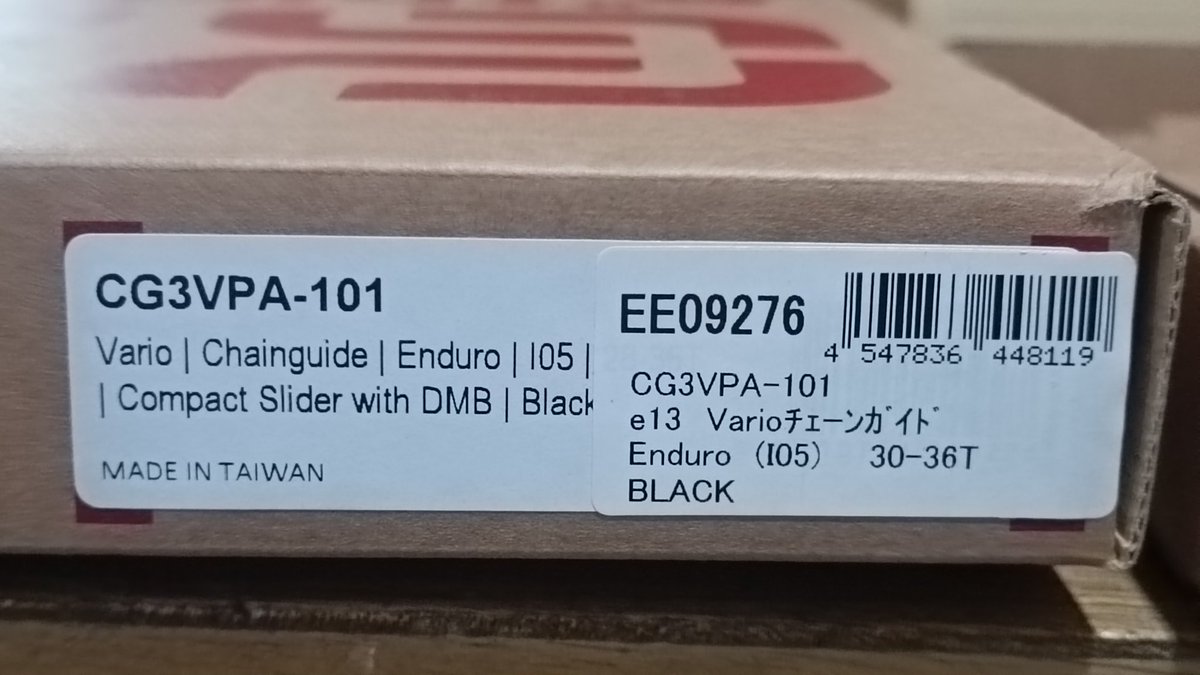 CG3VPA-101
Vario | Chainguide | Enduro | I05 |
| Compact Slider with DMB | Black
MADE IN TAIWAN
EE09276
4 547836 448119
CG3VPA-101
e13 Varioﾁｪｰﾝｶﾞｲﾄﾞ
Enduro (I05) 30-36T
BLACK